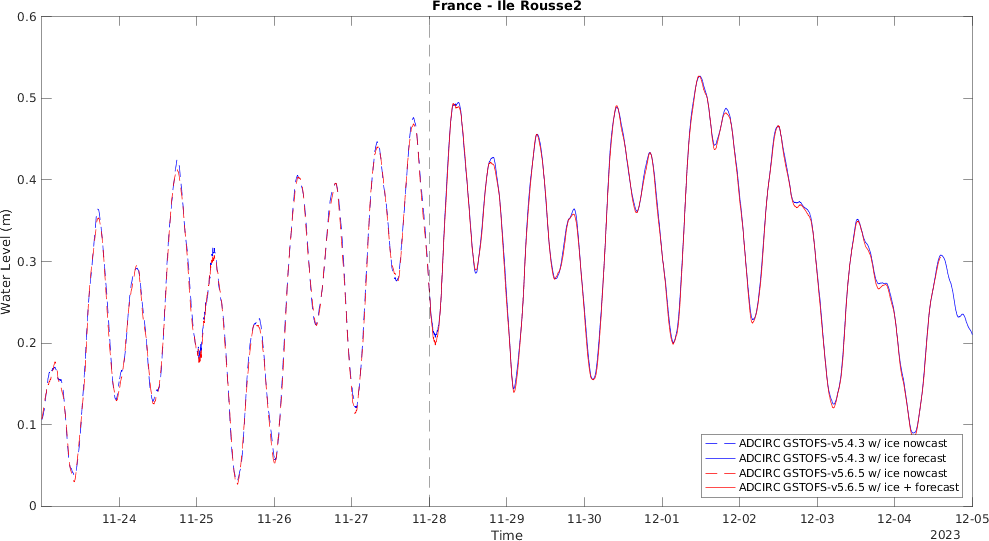 France - Ile Rousse2
0.6
0.5
0.4
0.3
0.2
0.1
0
Water Level (m)
ADCIRC GSTOFS-v5.4.3 w/ ice nowcast
ADCIRC GSTOFS-v5.4.3 w/ ice forecast
ADCIRC GSTOFS-v5.6.5 w/ ice nowcast
ADCIRC GSTOFS-v5.6.5 w/ ice + forecast
11-24 11-25 11-26 11-27 11-28 11-29 11-30 12-01 12-02 12-03 12-04 12-05
Time
2023